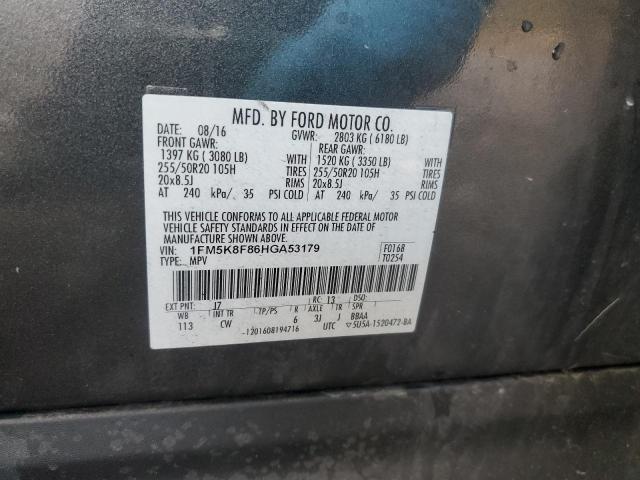 MFD. BY FORD MOTOR CO.
DATE: 08/16 GVWR: 2803 KG ( 6180 LB)
FRONT GAWR: REAR GAWR:
1397 KG ( 3080 LB) WITH 1520 KG ( 3350 LB) WITH
255/50R20 105H TIRES 255/50R20 105H TIRES
20x8.5J RIMS 20x8.5J RIMS
AT 240 kPa/ 35 PSI COLD AT 240 kPa/ 35 PSI COLD
THIS VEHICLE CONFORMS TO ALL APPLICABLE FEDERAL MOTOR
VEHICLE SAFETY STANDARDS IN EFFECT ON THE DATE OF
MANUFACTURE SHOWN ABOVE.
VIN: 1FM5K8F86HGA53179 F0168
TYPE: MPV T0254
EXT PNT: J7 RC: 13 DSO:
WB INT TR TP/PS R AXLE TR SPR
113 CW 6 3J J BBAA
-1201608194716 UTC 5U5A-1520472-BA